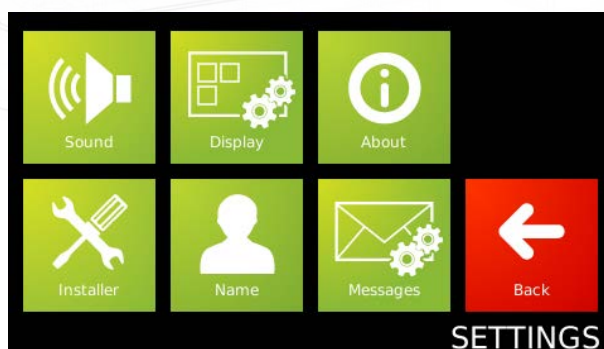 Sound
Display
About
Installer
Name
Messages
Back
SETTINGS